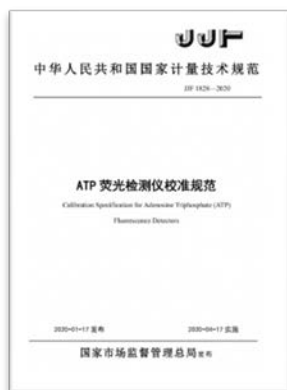 JJF
中华人民共和国国家计量技术规范
JJF 1828—2020
ATP 荧光检测仪校准规范
Calibration Specification for Adenosine Triphosphate (ATP)
Fluorescence Detectors
2020-01-17 发布 2020-04-17 实施
国家市场监督管理总局 发布